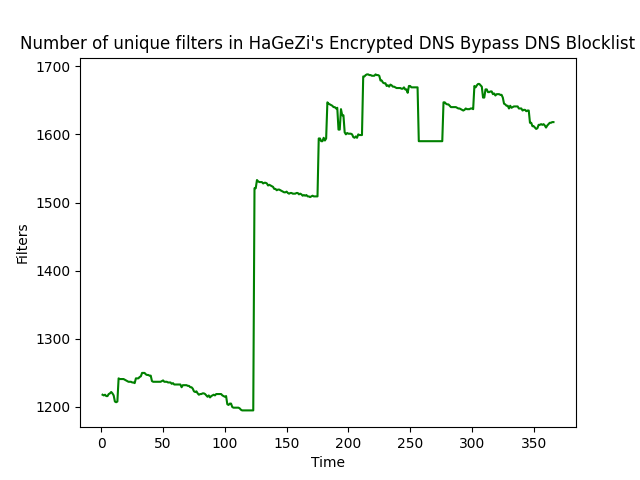 Number of unique filters in HaGeZi's Encrypted DNS Bypass DNS Blocklist
1700
1600
1500
1400
1300
1200
Filters
0 50 100 150 200 250 300 350
Time